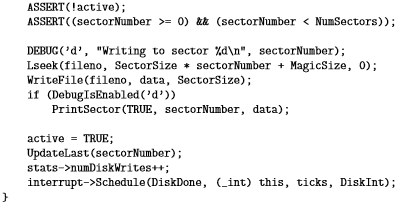 ASSERT(!active);
ASSERT((sectorNumber >= 0) && (sectorNumber < NumSectors));
DEBUG('d', "Writing to sector %d\n", sectorNumber);
Lseek(fileno, SectorSize * sectorNumber + MagicSize, 0);
WriteFile(fileno, data, SectorSize);
if (DebugIsEnabled('d'))
PrintSector(TRUE, sectorNumber, data);
active = TRUE;
UpdateLast(sectorNumber);
stats->numDiskWrites++;
interrupt->Schedule(DiskDone, (_int) this, ticks, DiskInt);
}